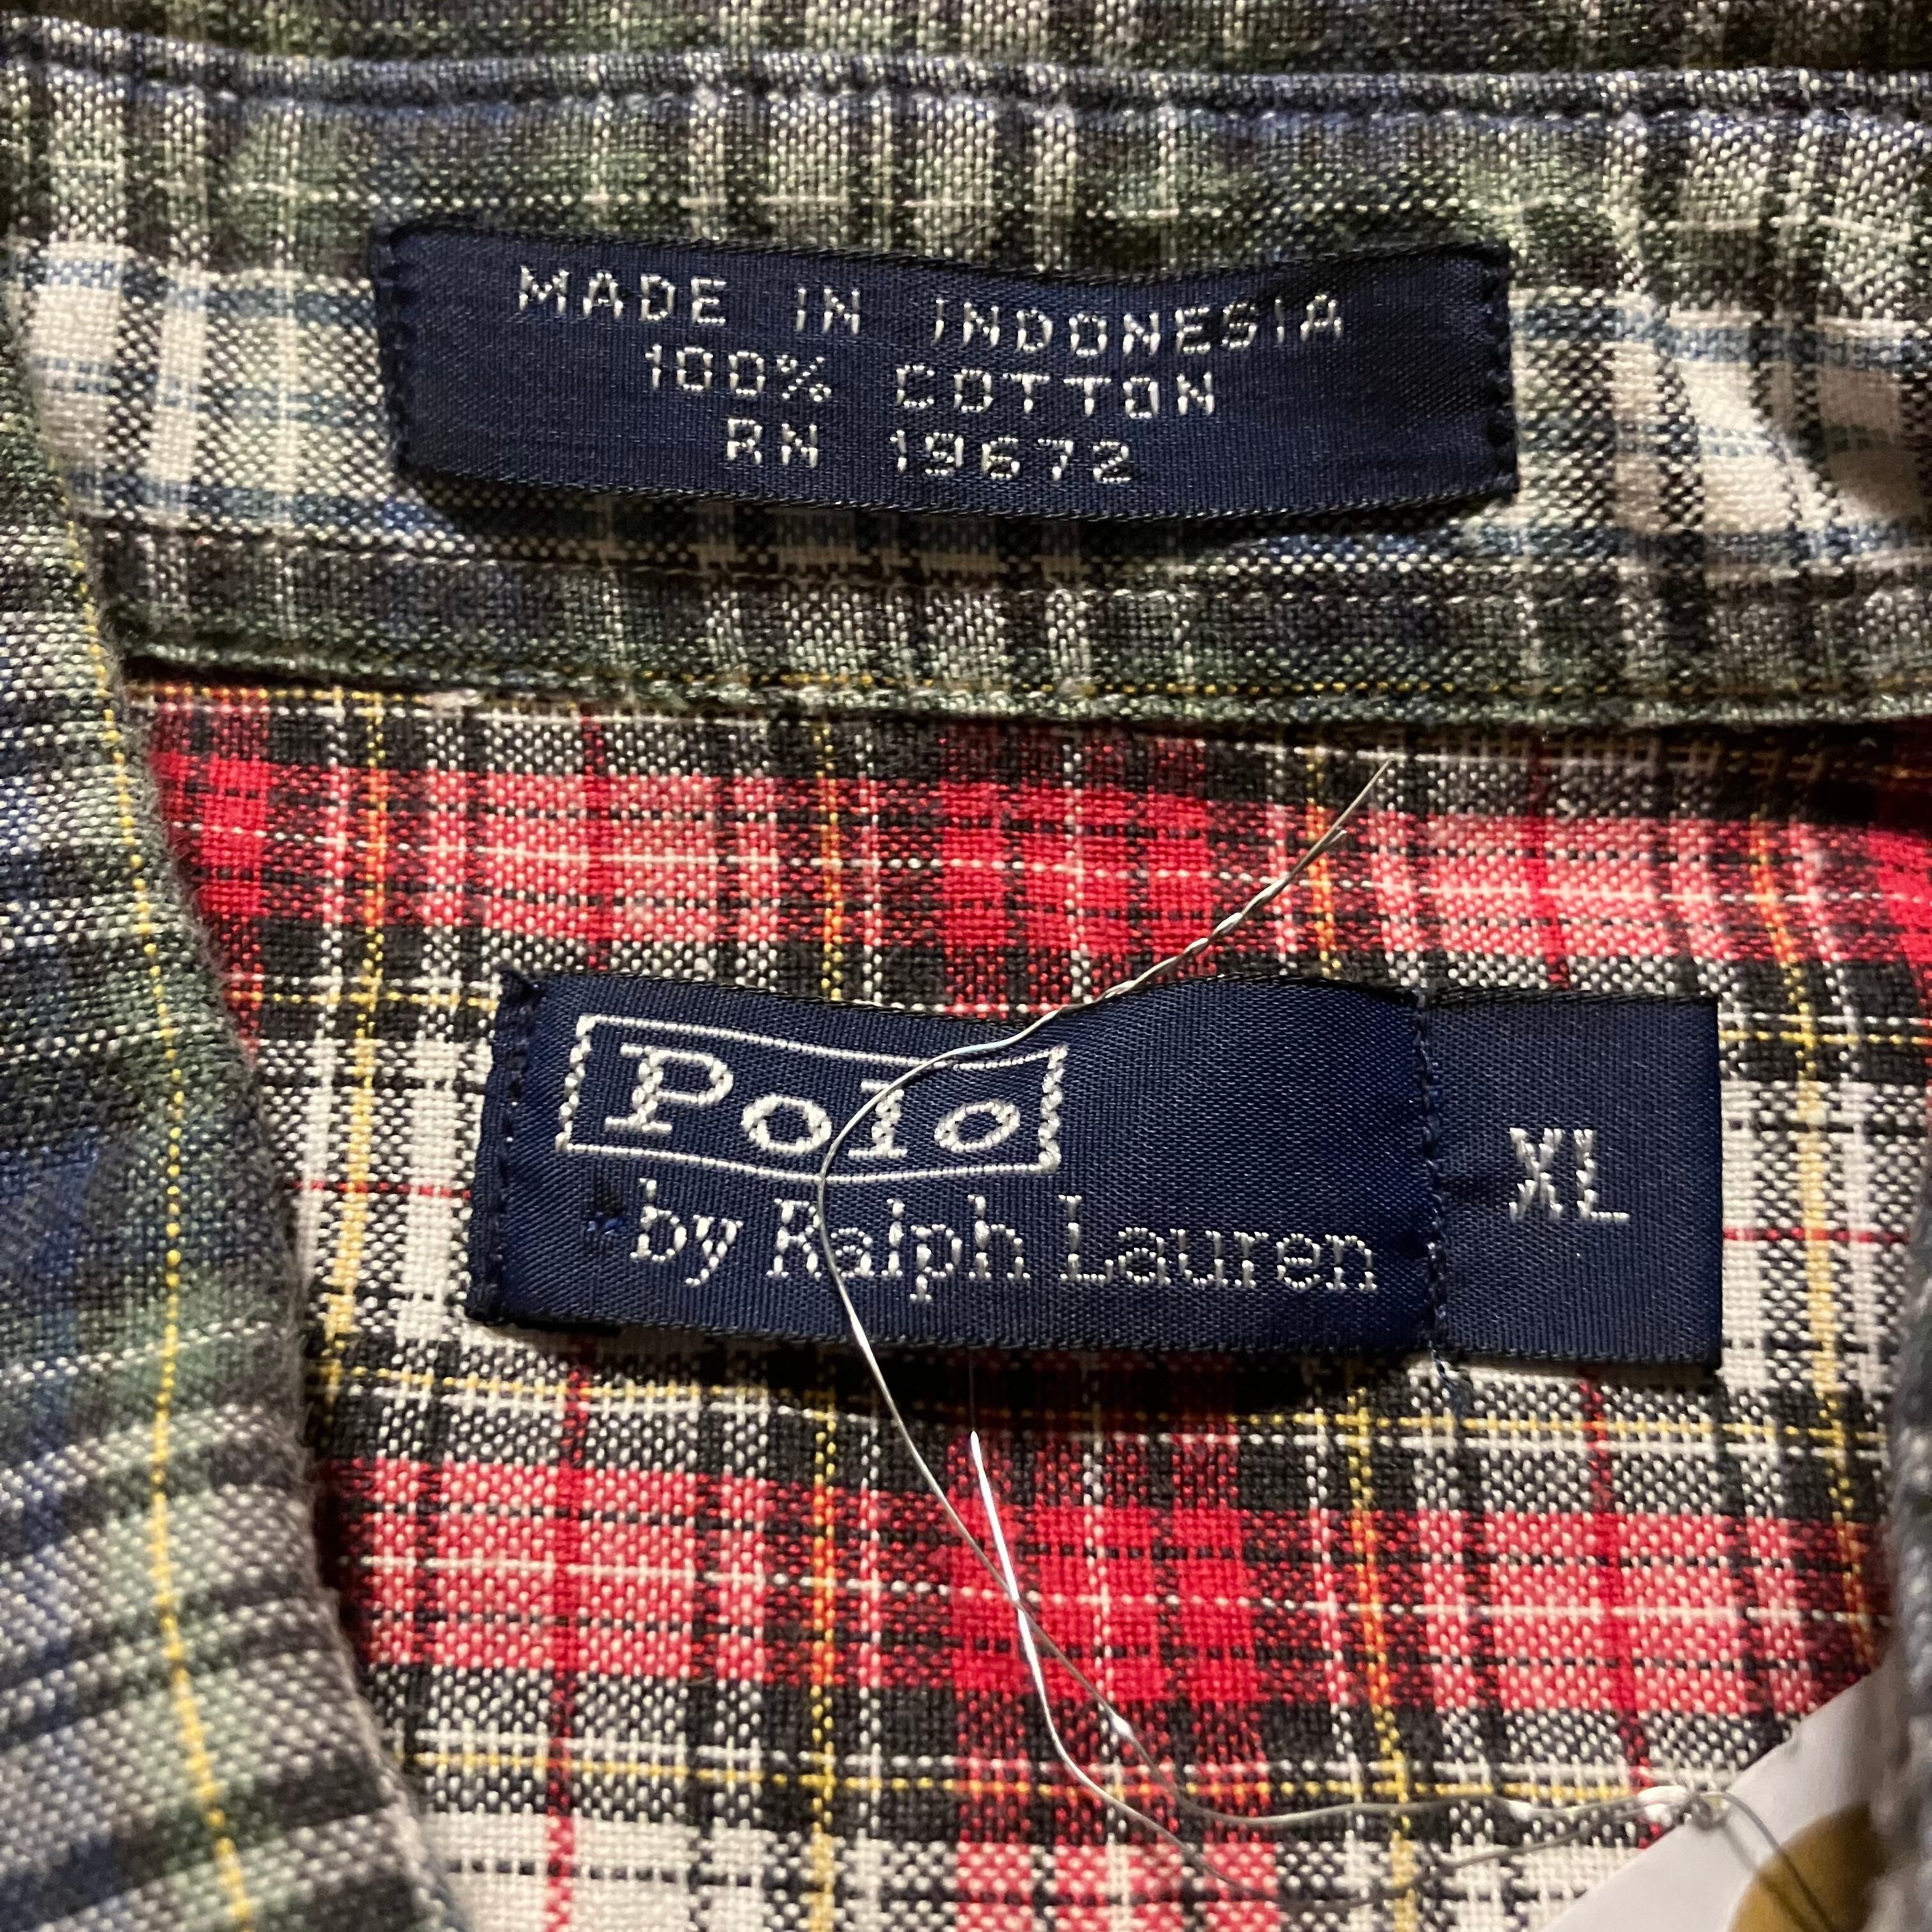 MADE IN INDONESIA
100% COTTON
RN 19672
Polo
by Ralph Lauren
XL